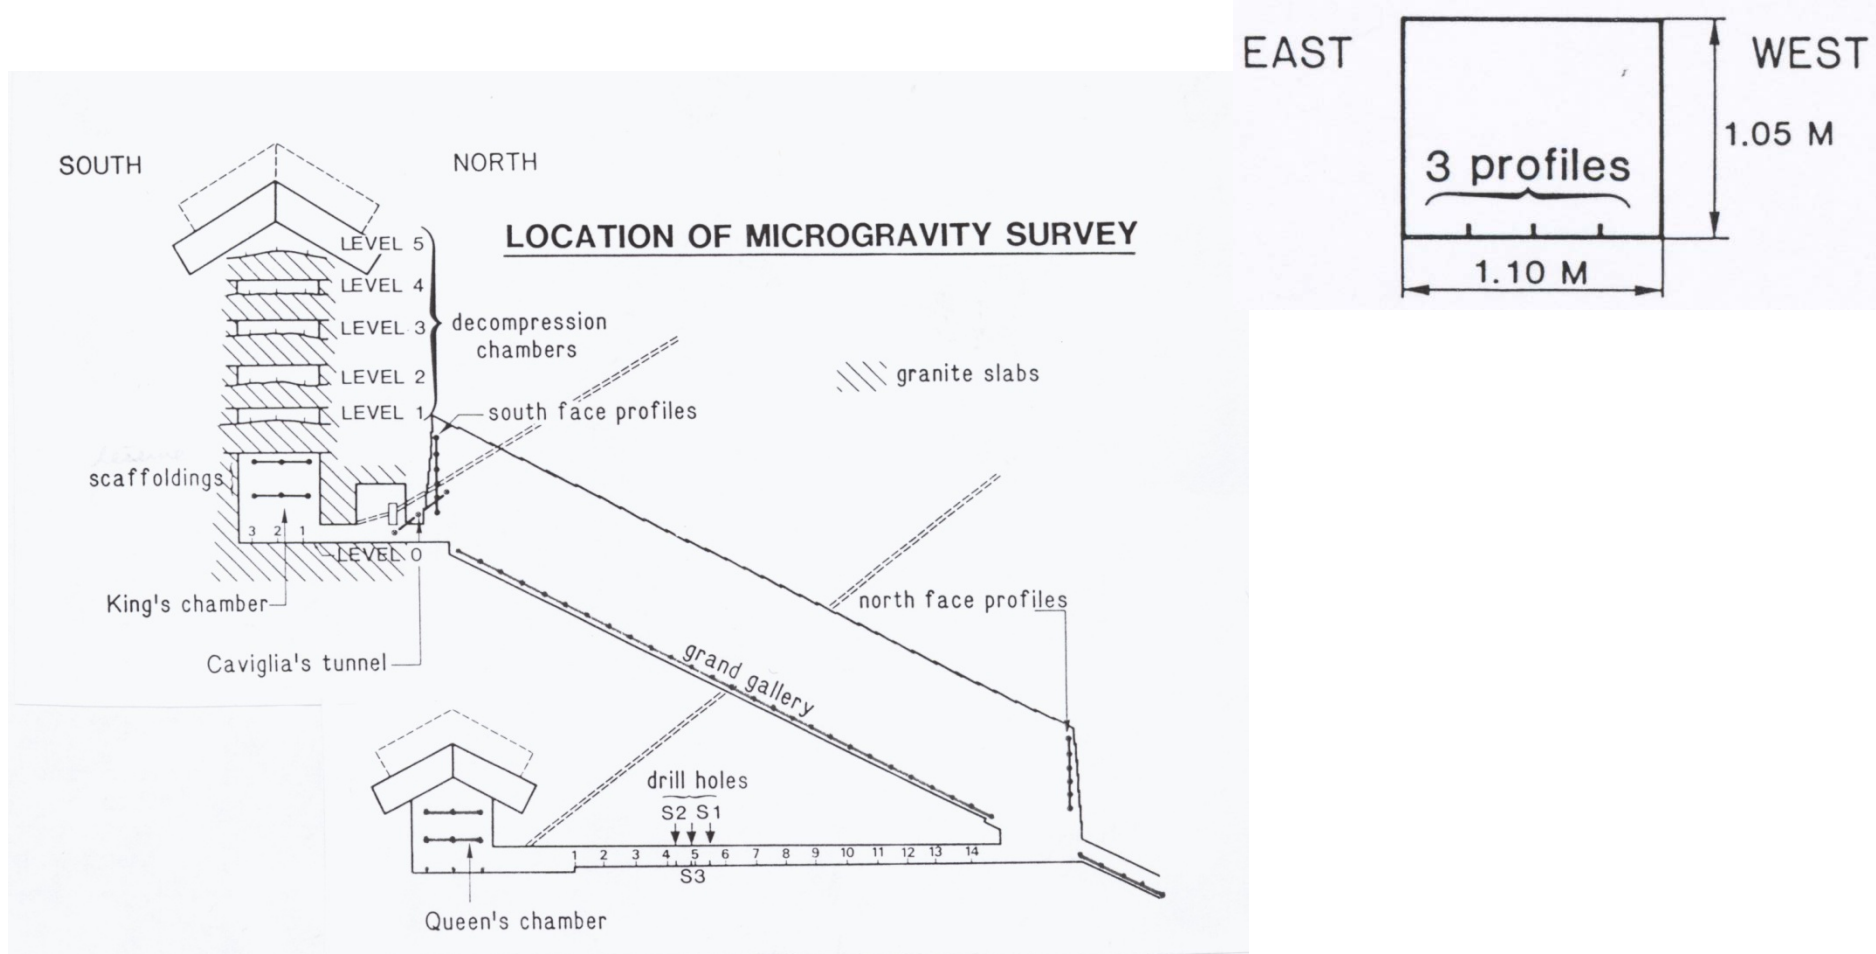 EAST
WEST
1.05 M
3 profiles
1.10 M
SOUTH
NORTH
LOCATION OF MICROGRAVITY SURVEY
LEVEL 5
LEVEL 4
LEVEL 3
LEVEL 2
LEVEL 1
decompression
chambers
granite slabs
south face profiles
scaffoldings
3 2 1
LEVEL 0
King's chamber
Caviglia's tunnel
north face profiles
grand gallery
drill holes
S2 S1
1 2 3 4 5 6 7 8 9 10 11 12 13 14
S3
Queen's chamber